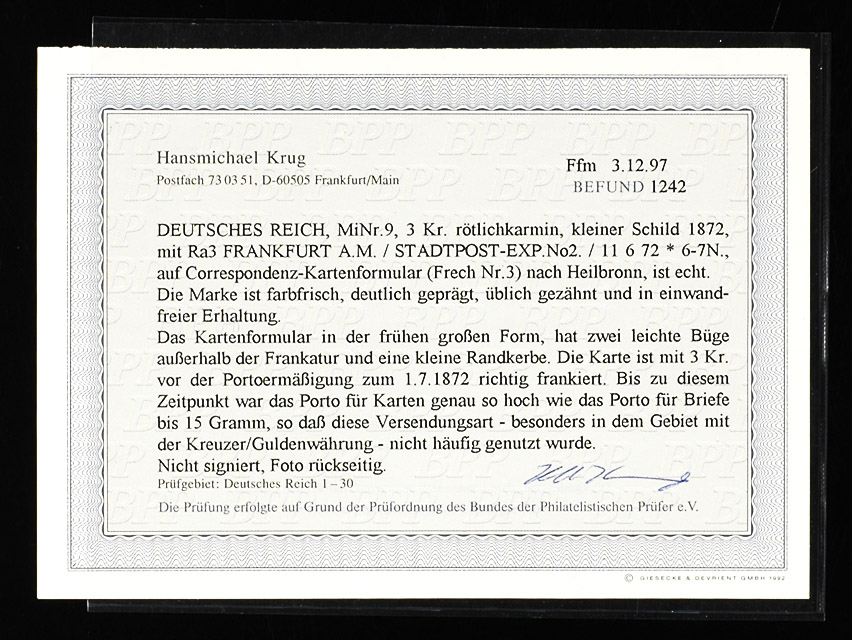 Hansmichael Krug
Postfach 73 03 51, D-60505 Frankfurt/Main
Ffm 3.12.97
BEFUND 1242
DEUTSCHES REICH, MiNr.9, 3 Kr. rötlichkarmin, kleiner Schild 1872,
mit Ra3 FRANKFURT A.M. / STADTPOST-EXP.No2. / 11 6 72 * 6-7N.,
auf Correspondenz-Kartenformular (Frech Nr.3) nach Heilbronn, ist echt.
Die Marke ist farbfrisch, deutlich geprägt, üblich gezähnt und in einwand-
freier Erhaltung.
Das Kartenformular in der frühen großen Form, hat zwei leichte Büge
außerhalb der Frankatur und eine kleine Randkerbe. Die Karte ist mit 3 Kr.
vor der Portoermäßigung zum 1.7.1872 richtig frankiert. Bis zu diesem
Zeitpunkt war das Porto für Karten genau so hoch wie das Porto für Briefe
bis 15 Gramm, so daß diese Versendungsart - besonders in dem Gebiet mit
der Kreuzer/Guldenwährung - nicht häufig genutzt wurde.
Nicht signiert, Foto rückseitig.
Prüfgebiet: Deutsches Reich 1–30
Die Prüfung erfolgte auf Grund der Prüfordnung des Bundes der Philatelistischen Prüfer e.V.
© GIESECKE & DEVRIENT GMBH 1992